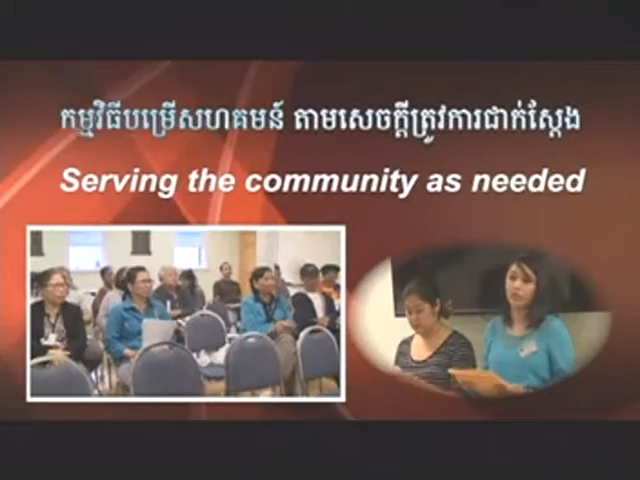 កម្មវិធីបម្រើសហគមន៍ តាមសេចក្តីត្រូវការជាក់ស្តែង
Serving the community as needed